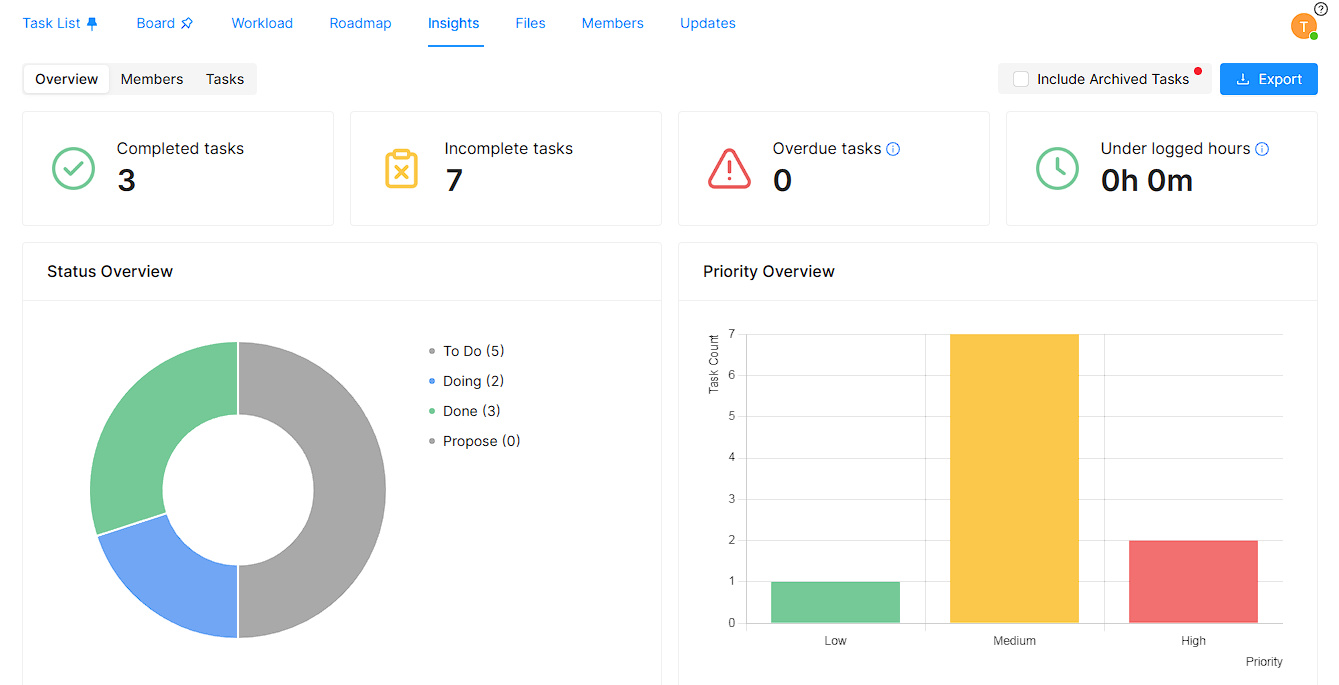 Task List Board Workload Roadmap Insights Files Members Updates
?
T
Overview Members Tasks
Include Archived Tasks Export
Completed tasks
3
Incomplete tasks
7
Overdue tasks
0
Under logged hours
0h 0m
Status Overview
To Do (5)
Doing (2)
Done (3)
Propose (0)
Priority Overview
Task Count
7
6
5
4
3
2
1
0
Low Medium High
Priority